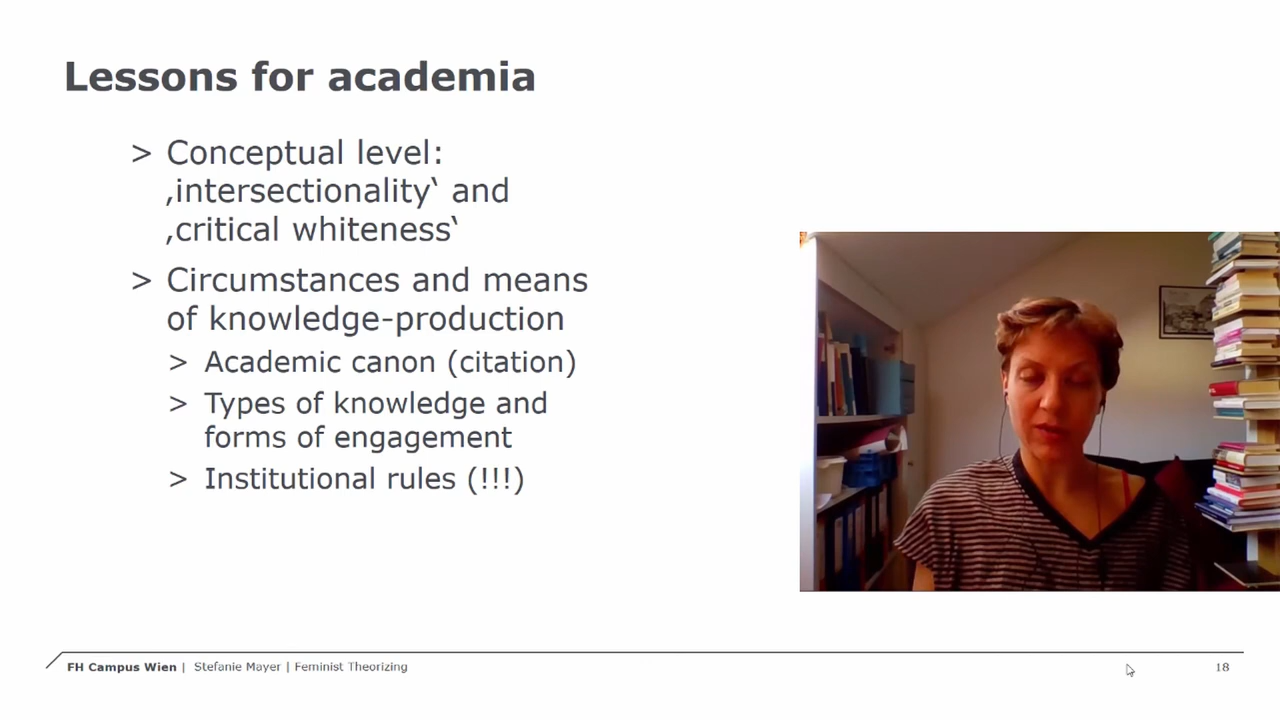 Lessons for academia
> Conceptual level:
‚intersectionality‘ and
‚critical whiteness‘
> Circumstances and means
of knowledge-production
> Academic canon (citation)
> Types of knowledge and
forms of engagement
> Institutional rules (!!!)
FH Campus Wien | Stefanie Mayer | Feminist Theorizing
18